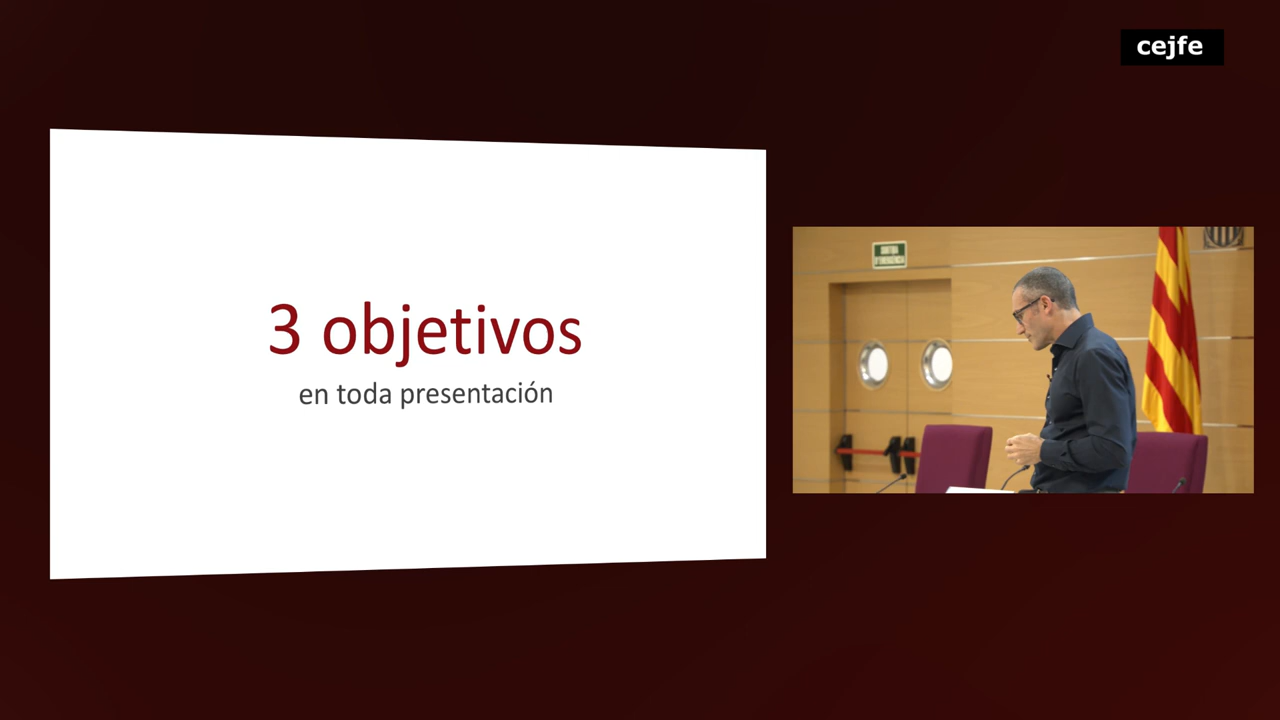 cejfe
3 objetivos
en toda presentación